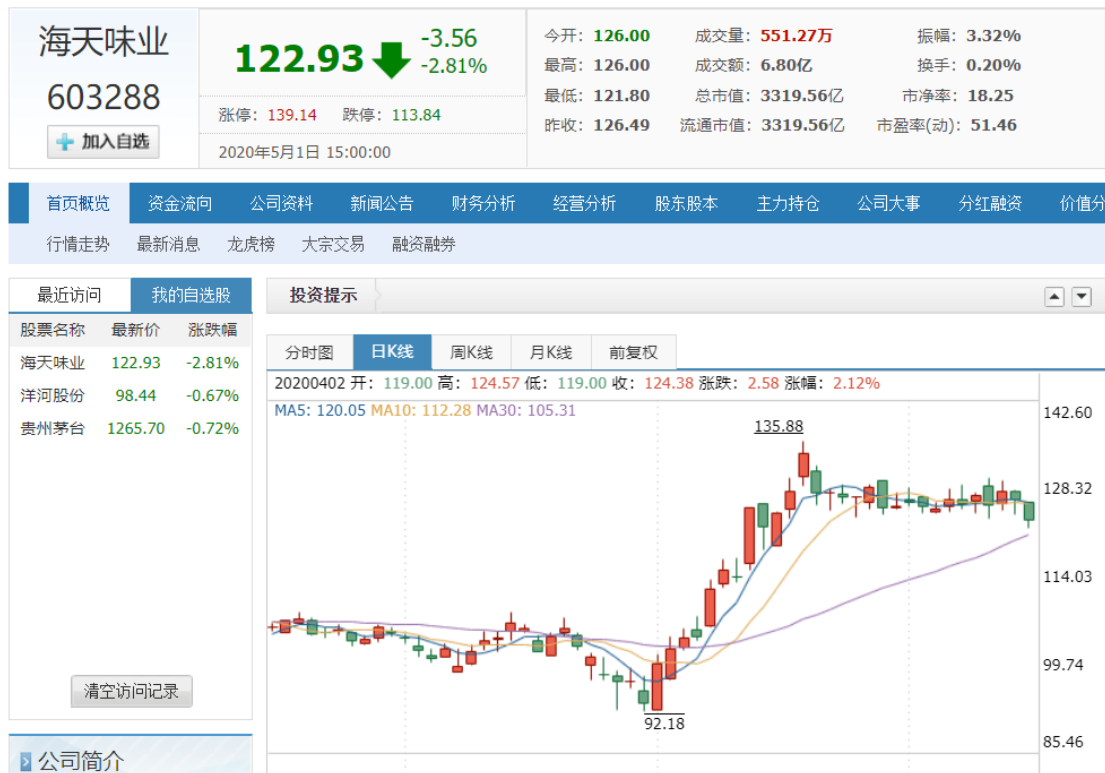 海天味业
603288
加入自选
122.93 -3.56
-2.81%
涨停：139.14 跌停：113.84
2020年5月1日 15:00:00
今开：126.00 成交量：551.27万 振幅：3.32%
最高：126.00 成交额：6.80亿 换手：0.20%
最低：121.80 总市值：3319.56亿 市净率：18.25
昨收：126.49 流通市值：3319.56亿 市盈率(动)：51.46
首页概览 资金流向 公司资料 新闻公告 财务分析 经营分析 股东股本 主力持仓 公司大事 分红融资 价值分
行情走势 最新消息 龙虎榜 大宗交易 融资融券
最近访问 我的自选股
股票名称 最新价 涨跌幅
海天味业 122.93 -2.81%
洋河股份 98.44 -0.67%
贵州茅台 1265.70 -0.72%
清空访问记录
公司简介
投资提示
分时图 日K线 周K线 月K线 前复权
20200402 开：119.00 高：124.57 低：119.00 收：124.38 涨跌：2.58 涨幅：2.12%
MA5: 120.05 MA10: 112.28 MA30: 105.31
142.60
135.88
128.32
114.03
99.74
92.18
85.46